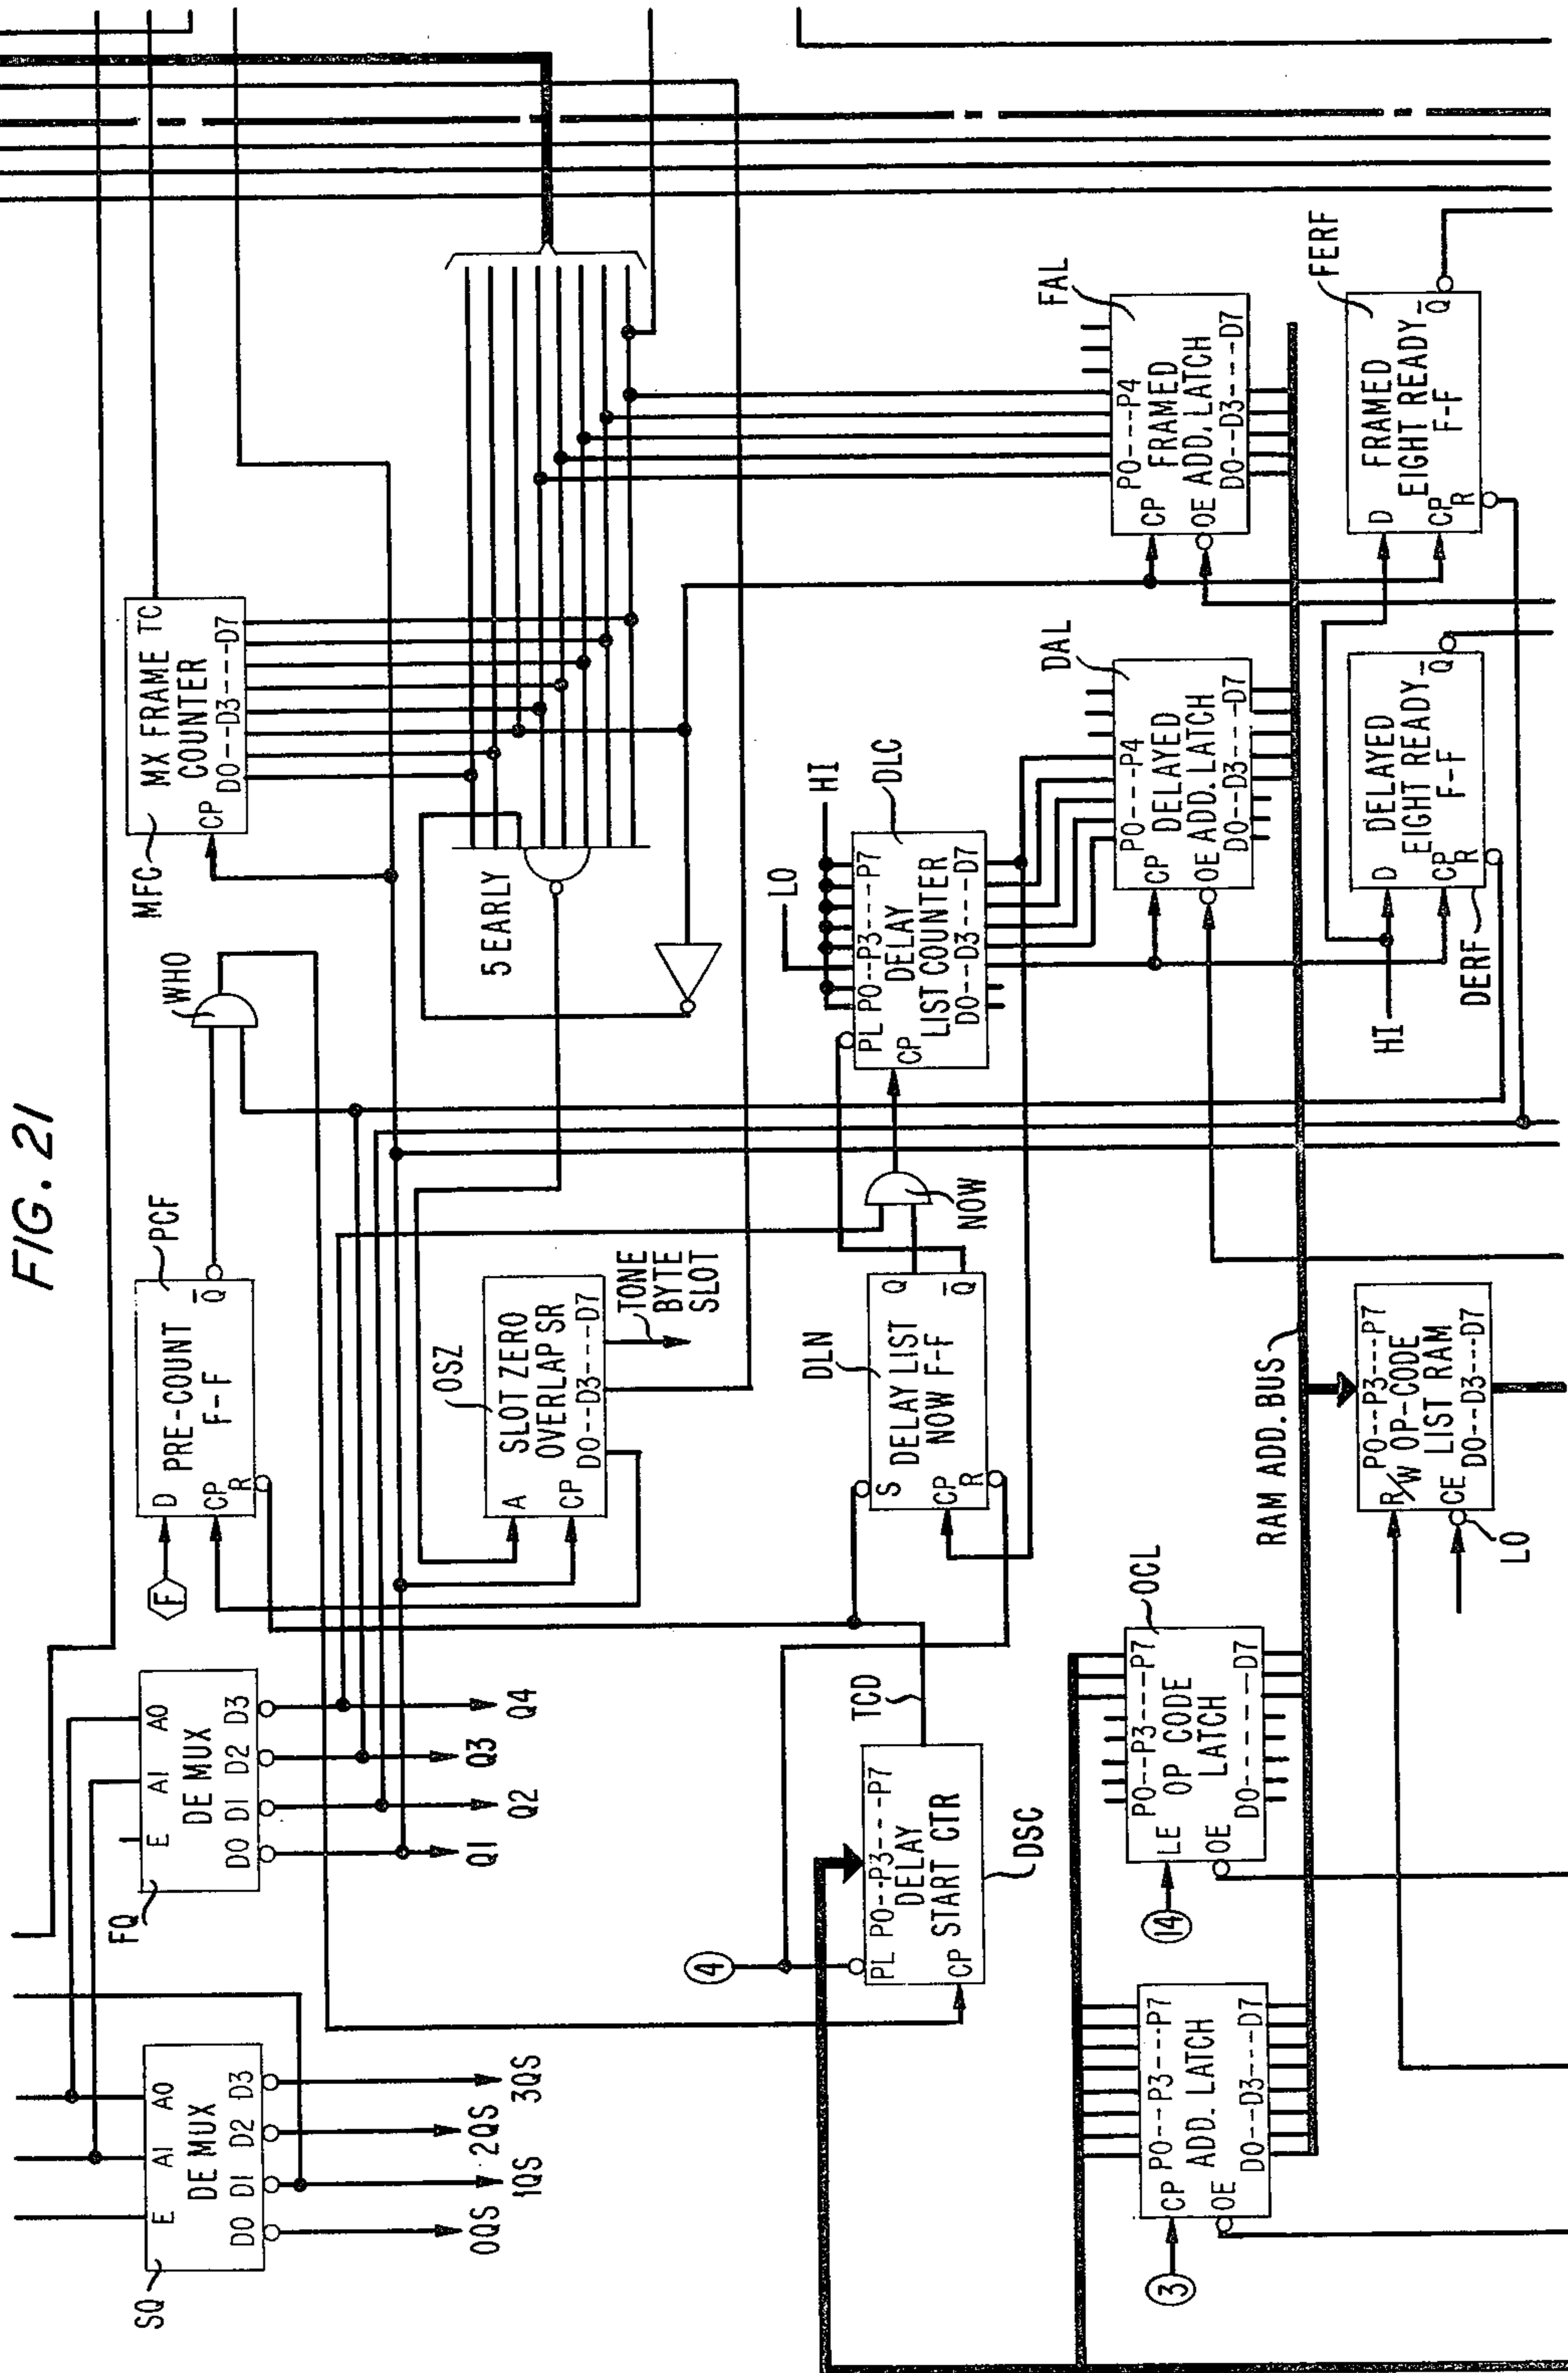 FIG. 21
SQ
E A1 A0
DE MUX
D0 D1 D2 D3
0QS
1QS
2QS
3QS
FQ
E A1 A0
DE MUX
D0 D1 D2 D3
Q1
Q2
Q3
Q4
F
D
PRE-COUNT
F-F
CP
R
Q̅
PCF
WHO
MFC
MX FRAME TC
COUNTER
CP
D0--D3----D7
OSZ
A
SLOT ZERO
OVERLAP SR
CP
D0--D3---D7
TONE
BYTE
SLOT
5 EARLY
4
PL P0--P3---P7
DELAY
CP START CTR
DSC
TCD
DLN
S
DELAY LIST
NOW F-F
CP
R
Q
Q̅
NOW
LO
HI
PL P0--P3---P7
DELAY
CP LIST COUNTER
D0--D3---D7
DLC
3
CP P0--P3---P7
ADD. LATCH
OE
D0--D3---D7
14
LE P0--P3----P7
OP CODE
LATCH
OE
D0-------D7
OCL
RAM ADD. BUS
DAL
P0---P4
CP DELAYED
OE ADD. LATCH
D0--D3---D7
FAL
P0---P4
CP FRAMED
OE ADD. LATCH
D0--D3----D7
R/W P0--P3---P7
OP-CODE
CE LIST RAM
D0--D3---D7
LO
HI
D
DELAYED
EIGHT READY
F-F
CP
R
Q̅
DERF
D
FRAMED
EIGHT READY
F-F
CP
R
Q̅
FERF